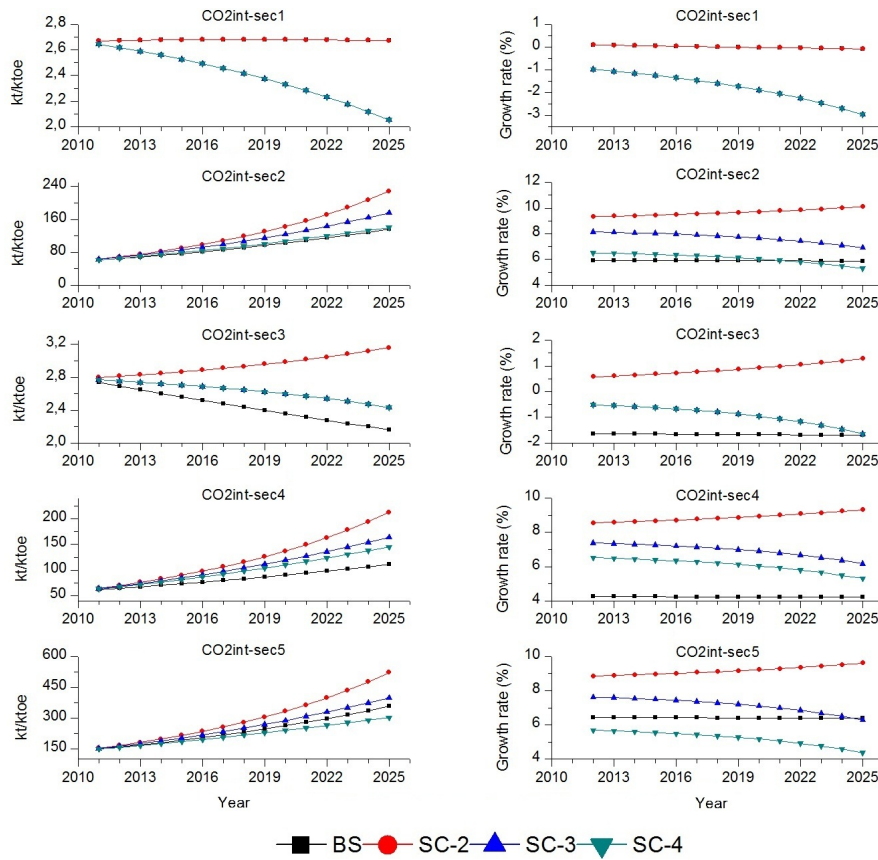 CO2int-sec1
2,8
2,6
2,4
2,2
2,0
kt/ktoe
2010 2013 2016 2019 2022 2025
CO2int-sec1
1
0
-1
-2
-3
Growth rate (%)
2010 2013 2016 2019 2022 2025
CO2int-sec2
240
160
80
0
kt/ktoe
2010 2013 2016 2019 2022 2025
CO2int-sec2
12
10
8
6
4
Growth rate (%)
2010 2013 2016 2019 2022 2025
CO2int-sec3
3,2
2,8
2,4
2,0
kt/ktoe
2010 2013 2016 2019 2022 2025
CO2int-sec3
2
1
0
-1
-2
Growth rate (%)
2010 2013 2016 2019 2022 2025
CO2int-sec4
200
150
100
50
kt/ktoe
2010 2013 2016 2019 2022 2025
CO2int-sec4
10
8
6
4
Growth rate (%)
2010 2013 2016 2019 2022 2025
CO2int-sec5
600
450
300
150
kt/ktoe
2010 2013 2016 2019 2022 2025
Year
CO2int-sec5
10
8
6
4
Growth rate (%)
2010 2013 2016 2019 2022 2025
Year
BS SC-2 SC-3 SC-4